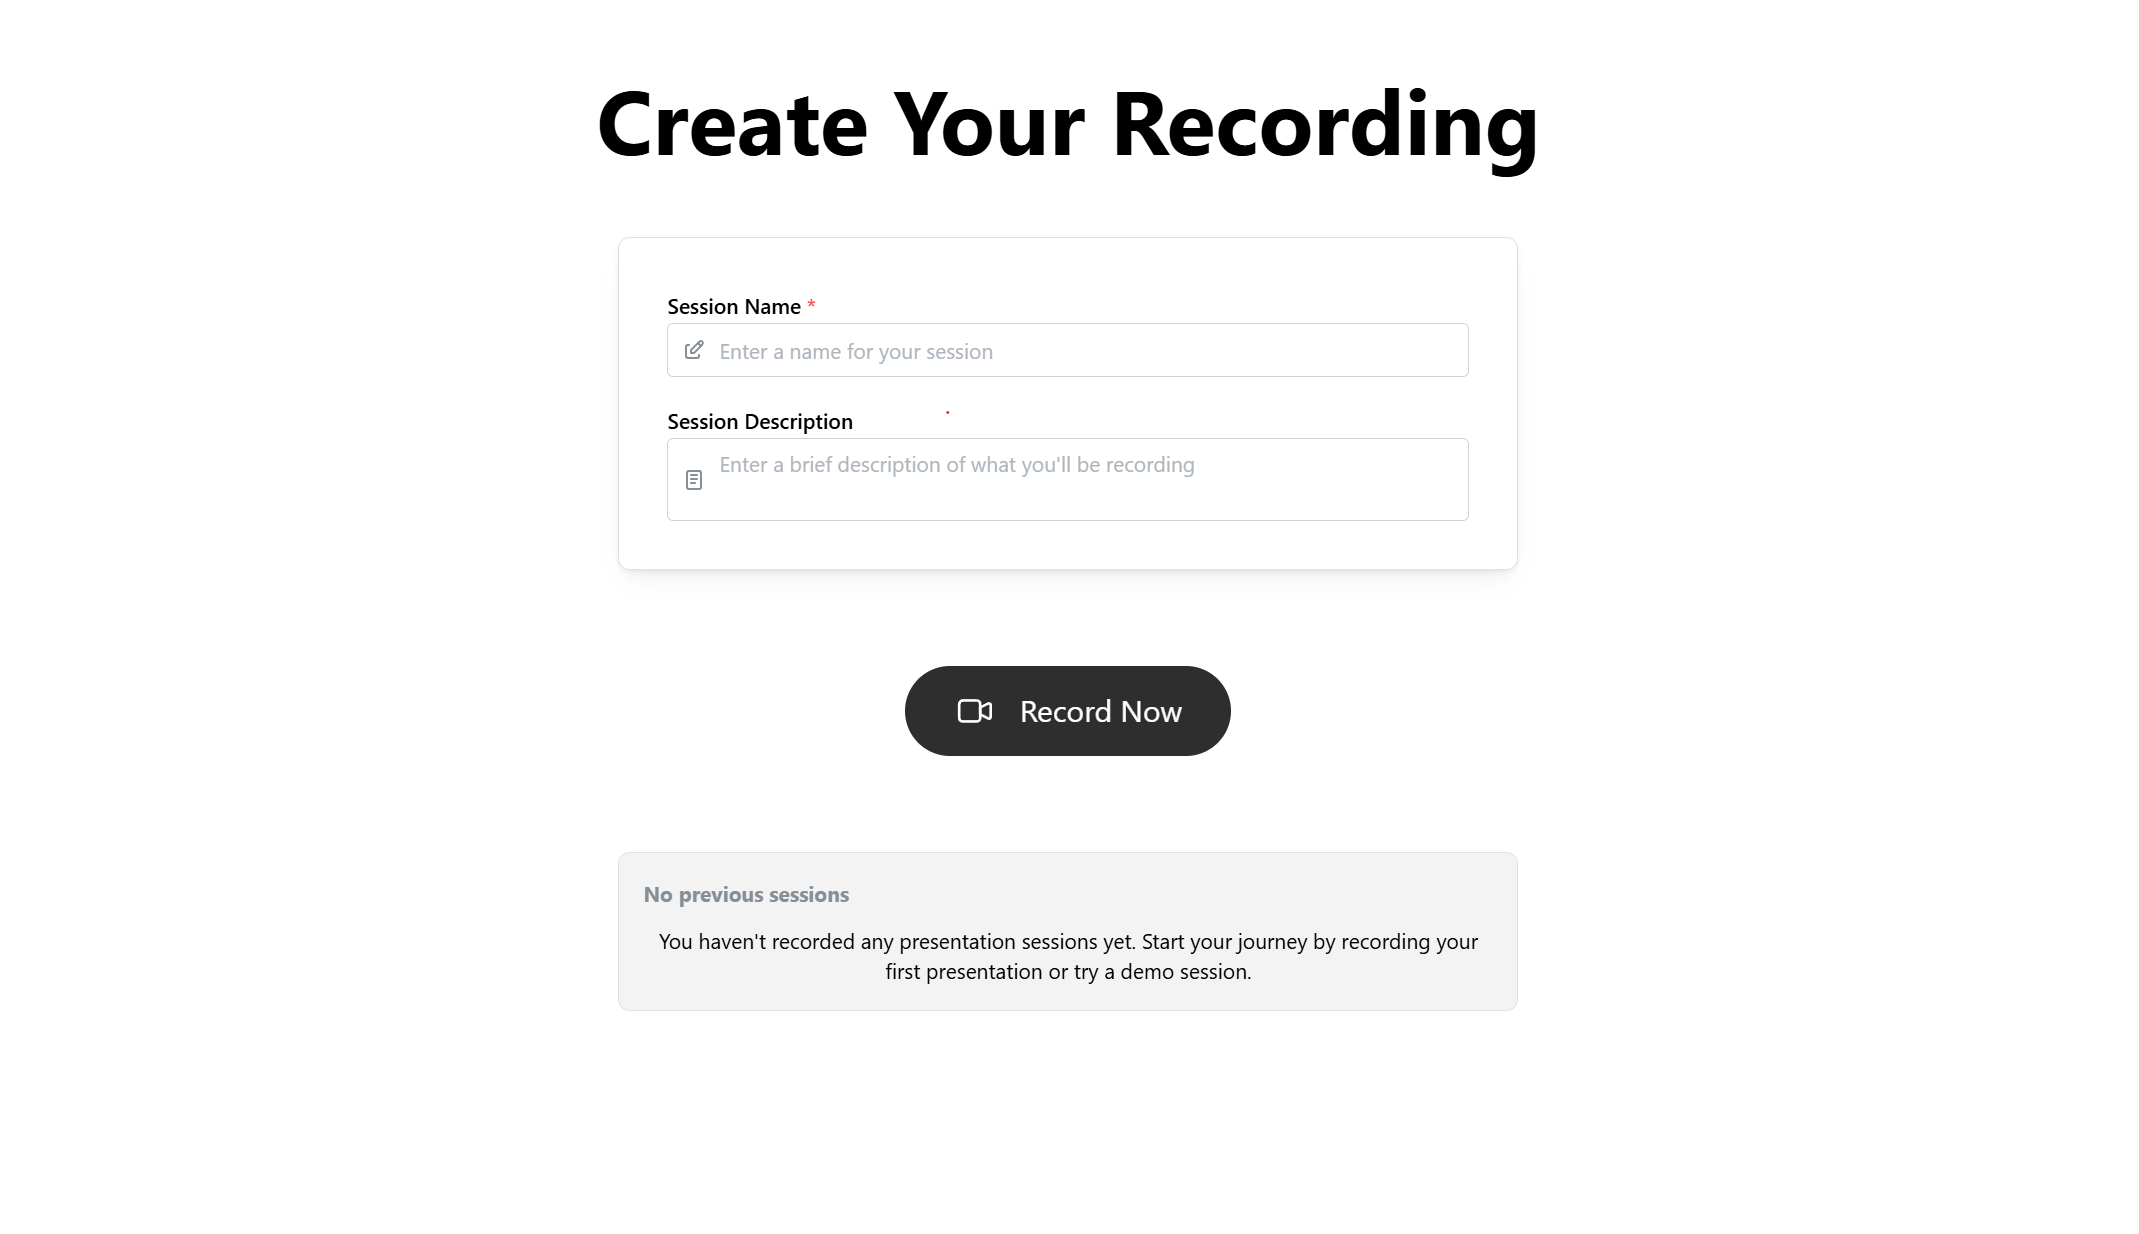 Create Your Recording
Session Name *
Enter a name for your session
Session Description
Enter a brief description of what you'll be recording
Record Now
No previous sessions
You haven't recorded any presentation sessions yet. Start your journey by recording your
first presentation or try a demo session.